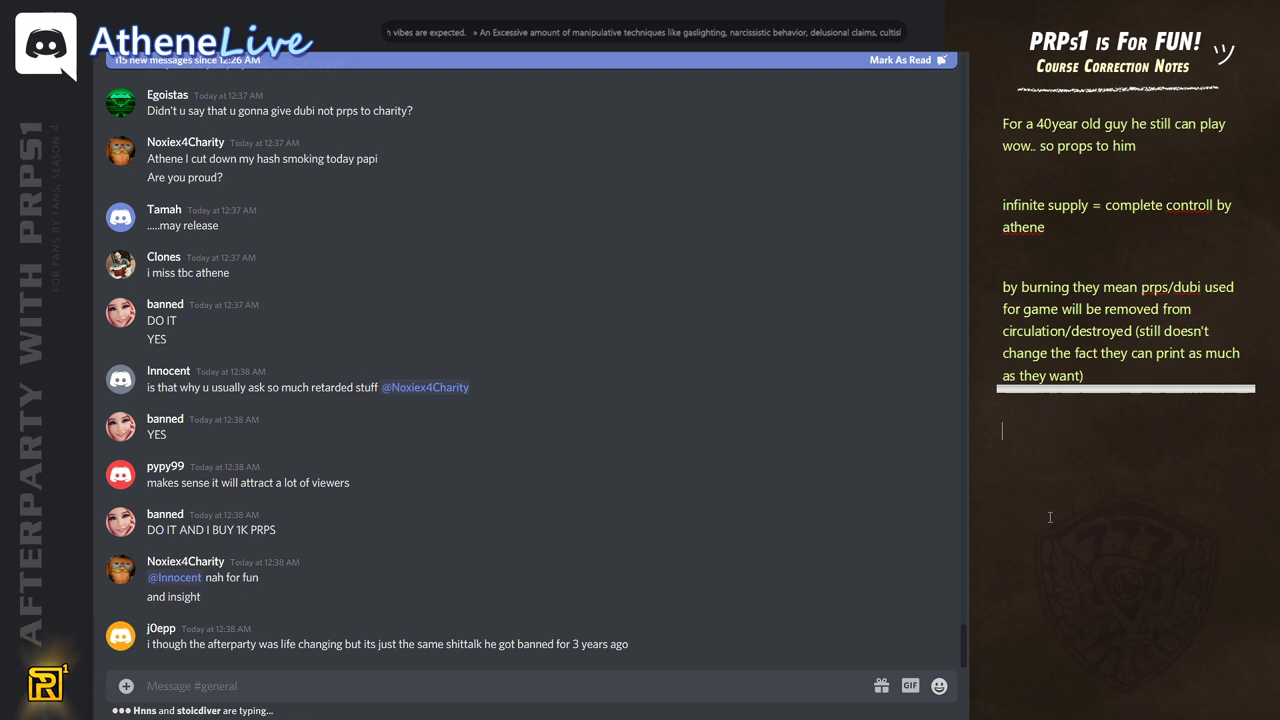 AtheneLive
h vibes are expected. » An Excessive amount of manipulative techniques like gaslighting, narcissistic behavior, delusional claims, cultis
115 new messages since 12:26 AM
Mark As Read
Egoistas Today at 12:37 AM
Didn't u say that u gonna give dubi not prps to charity?
Noxiex4Charity Today at 12:37 AM
Athene I cut down my hash smoking today papi
Are you proud?
Tamah Today at 12:37 AM
.....may release
Clones Today at 12:37 AM
i miss tbc athene
banned Today at 12:37 AM
DO IT
YES
Innocent Today at 12:38 AM
is that why u usually ask so much retarded stuff @Noxiex4Charity
banned Today at 12:38 AM
YES
pypy99 Today at 12:38 AM
makes sense it will attract a lot of viewers
banned Today at 12:38 AM
DO IT AND I BUY 1K PRPS
Noxiex4Charity Today at 12:38 AM
@Innocent nah for fun
and insight
j0epp Today at 12:38 AM
i though the afterparty was life changing but its just the same shittalk he got banned for 3 years ago
Message #general
GIF
Hnns and stoicdiver are typing...
AFTERPARTY WITH PRPS1
FOR FANS BY FANS, SEASON 4
PRPS1 IS FOR FUN! ツ
COURSE CORRECTION NOTES
For a 40year old guy he still can play
wow.. so props to him
infinite supply = complete controll by
athene
by burning they mean prps/dubi used
for game will be removed from
circulation/destroyed (still doesn't
change the fact they can print as much
as they want)